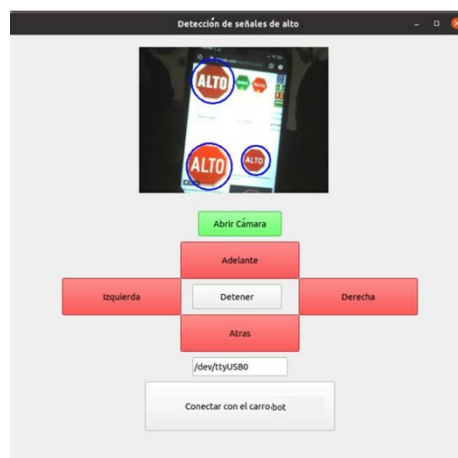 Detección de señales de alto
ALTO
ALTO
ALTO
ALTO
Abrir Cámara
Adelante
Izquierda
Detener
Derecha
Atras
/dev/ttyUSB0
Conectar con el carro bot